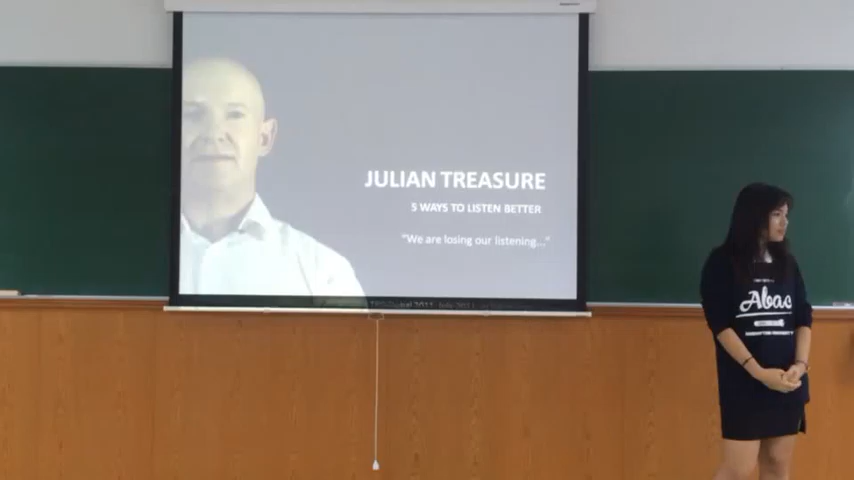 JULIAN TREASURE
5 WAYS TO LISTEN BETTER
"We are losing our listening..."
Abac